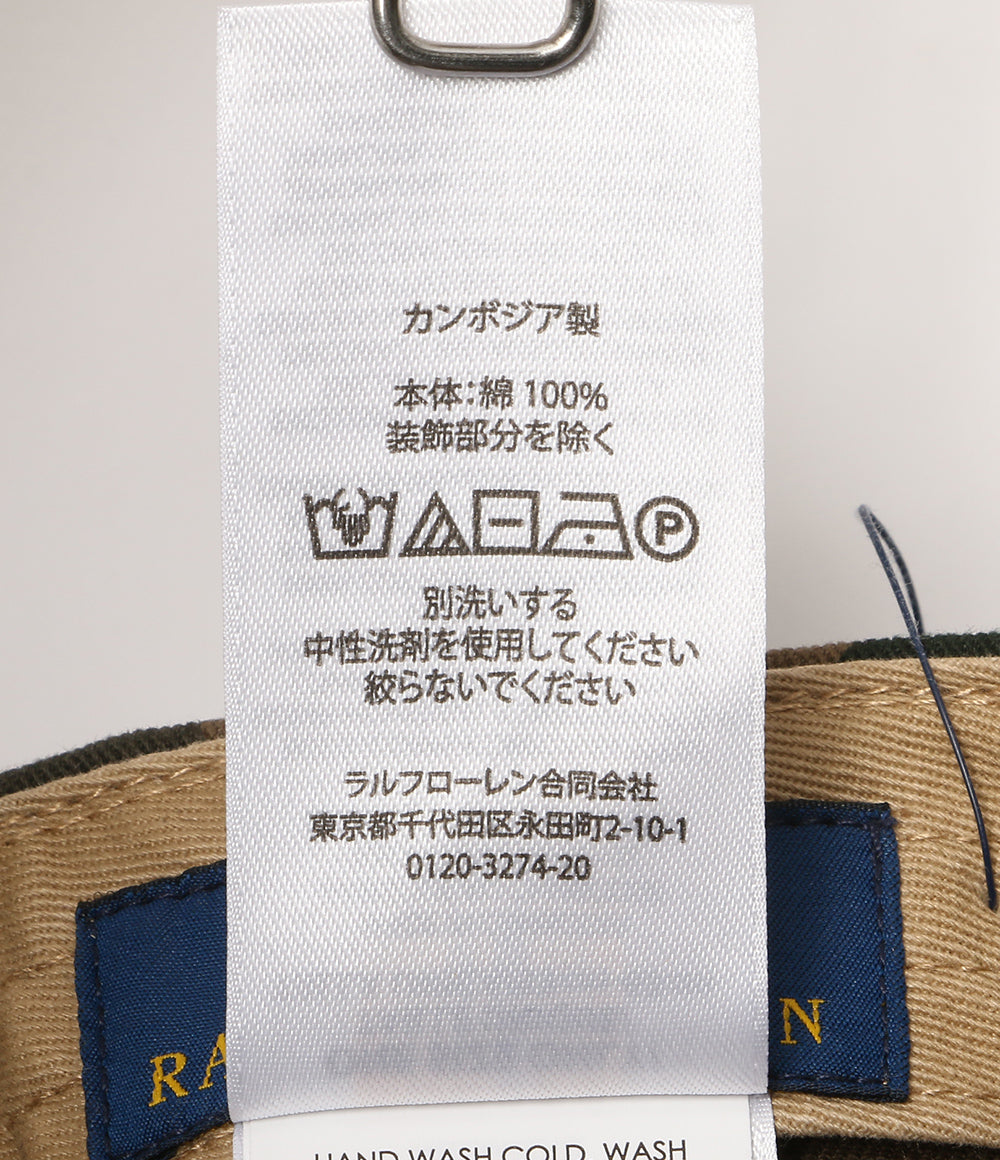 カンボジア製
本体：綿 100%
装飾部分を除く
P
別洗いする
中性洗剤を使用してください
絞らないでください
ラルフローレン合同会社
東京都千代田区永田町2-10-1
0120-3274-20
RA
N
HAND WASH COLD WASH